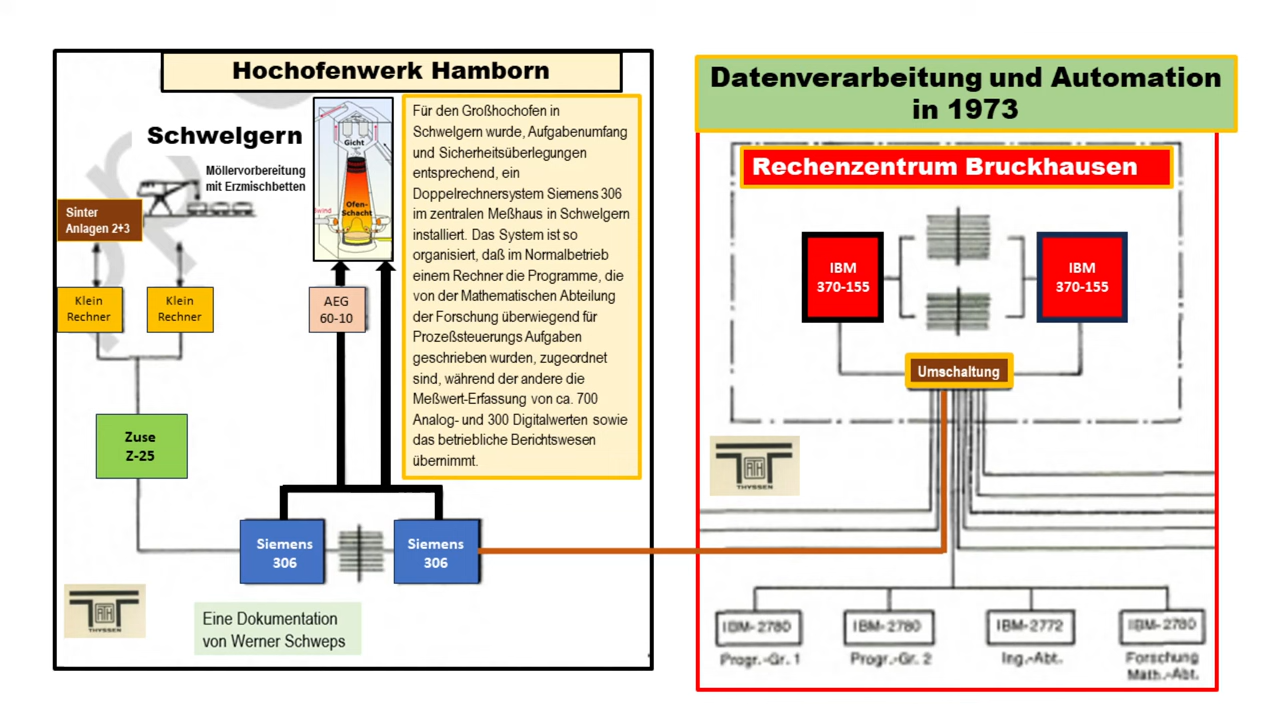 Hochofenwerk Hamborn
Schwelgern
Möllervorbereitung
mit Erzmischbetten
Sinter
Anlagen 2+3
Klein
Rechner
Klein
Rechner
Gicht
Ofen-
Schacht
AEG
60-10
Für den Großhochofen in
Schwelgern wurde, Aufgabenumfang
und Sicherheitsüberlegungen
entsprechend, ein
Doppelrechnersystem Siemens 306
im zentralen Meßhaus in Schwelgern
installiert. Das System ist so
organisiert, daß im Normalbetrieb
einem Rechner die Programme, die
von der Mathematischen Abteilung
der Forschung überwiegend für
Prozeßsteuerungs Aufgaben
geschrieben wurden, zugeordnet
sind, während der andere die
Meßwert-Erfassung von ca. 700
Analog- und 300 Digitalwerten sowie
das betriebliche Berichtswesen
übernimmt.
Zuse
Z-25
Siemens
306
Siemens
306
ATH
THYSSEN
Eine Dokumentation
von Werner Schweps
Datenverarbeitung und Automation
in 1973
Rechenzentrum Bruckhausen
IBM
370-155
IBM
370-155
Umschaltung
ATH
THYSSEN
IBM-2780
Progr.-Gr. 1
IBM-2780
Progr.-Gr. 2
IBM-2772
Ing.-Abt.
IBM-2780
Forschung
Math.-Abt.